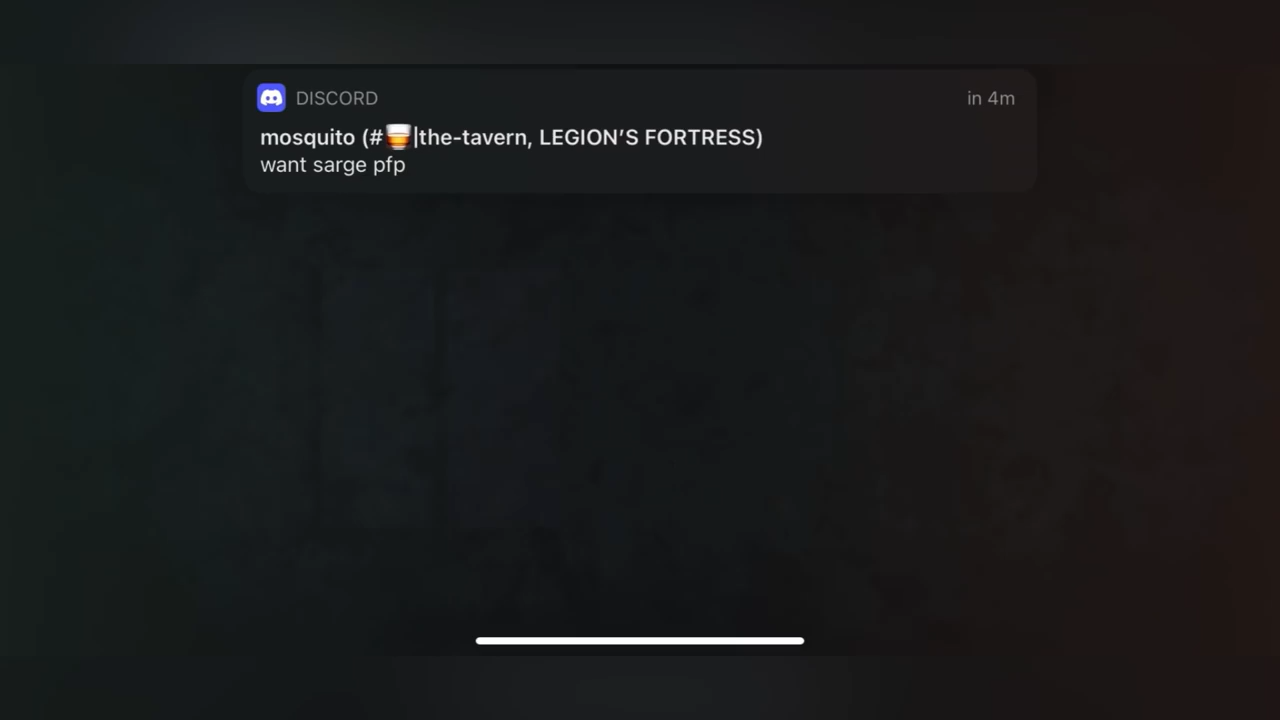 DISCORD
in 4m
mosquito (#🥃|the-tavern, LEGION’S FORTRESS)
want sarge pfp